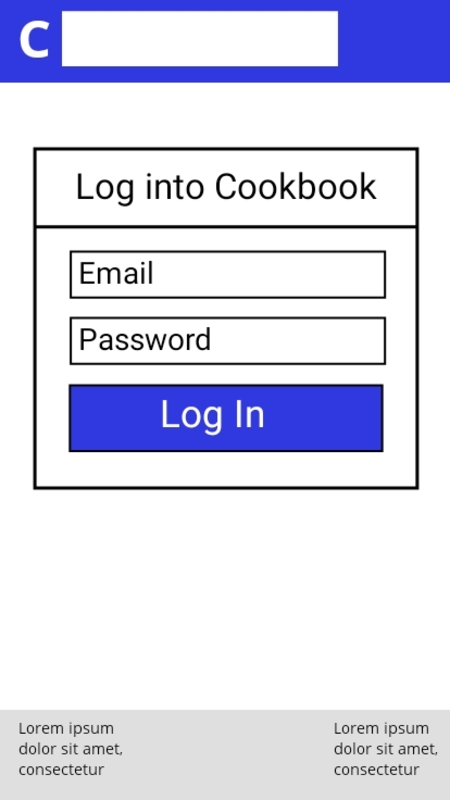 C
Log into Cookbook
Email
Password
Log In
Lorem ipsum
dolor sit amet,
consectetur
Lorem ipsum
dolor sit amet,
consectetur